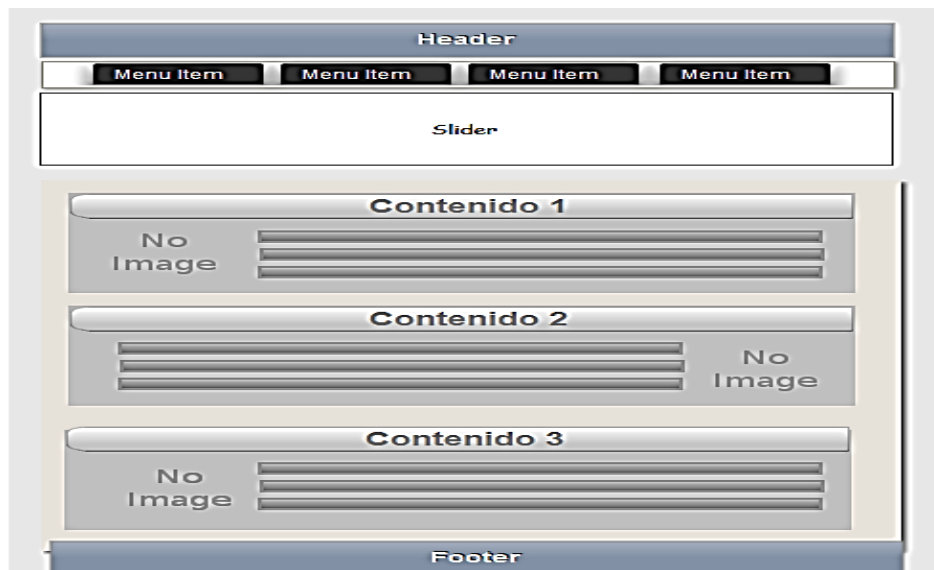 Header
Menu Item Menu Item Menu Item Menu Item
Slider
Contenido 1
No
Image
Contenido 2
No
Image
Contenido 3
No
Image
Footer